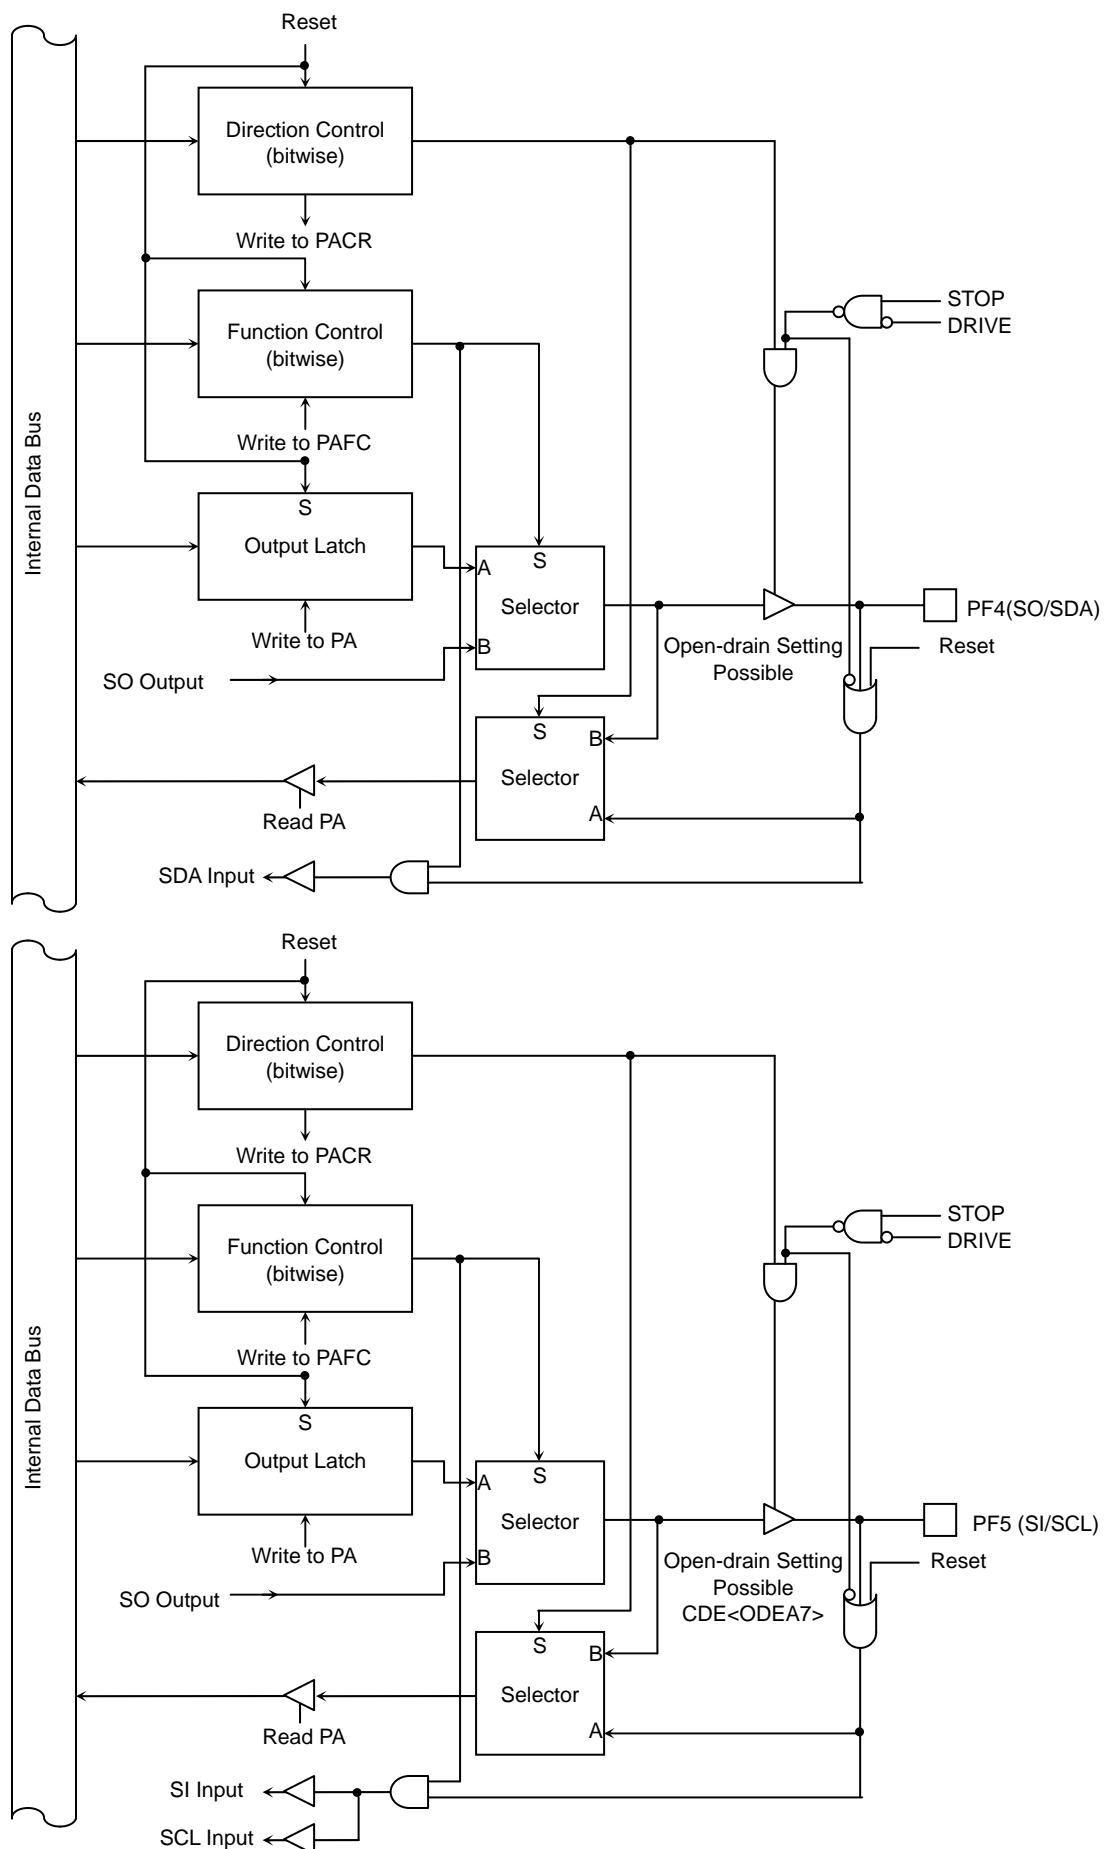 Reset
Direction Control
(bitwise)
Write to PACR
STOP
DRIVE
Function Control
(bitwise)
Write to PAFC
Internal Data Bus
S
Output Latch
A
S
Selector
B
PF4(SO/SDA)
Write to PA
Open-drain Setting
Possible
Reset
SO Output
S
B
Selector
A
Read PA
SDA Input
Reset
Direction Control
(bitwise)
Write to PACR
STOP
DRIVE
Function Control
(bitwise)
Write to PAFC
Internal Data Bus
S
Output Latch
A
S
Selector
B
PF5 (SI/SCL)
Write to PA
Open-drain Setting
Possible
CDE<ODEA7>
Reset
SO Output
S
B
Selector
A
Read PA
SI Input
SCL Input